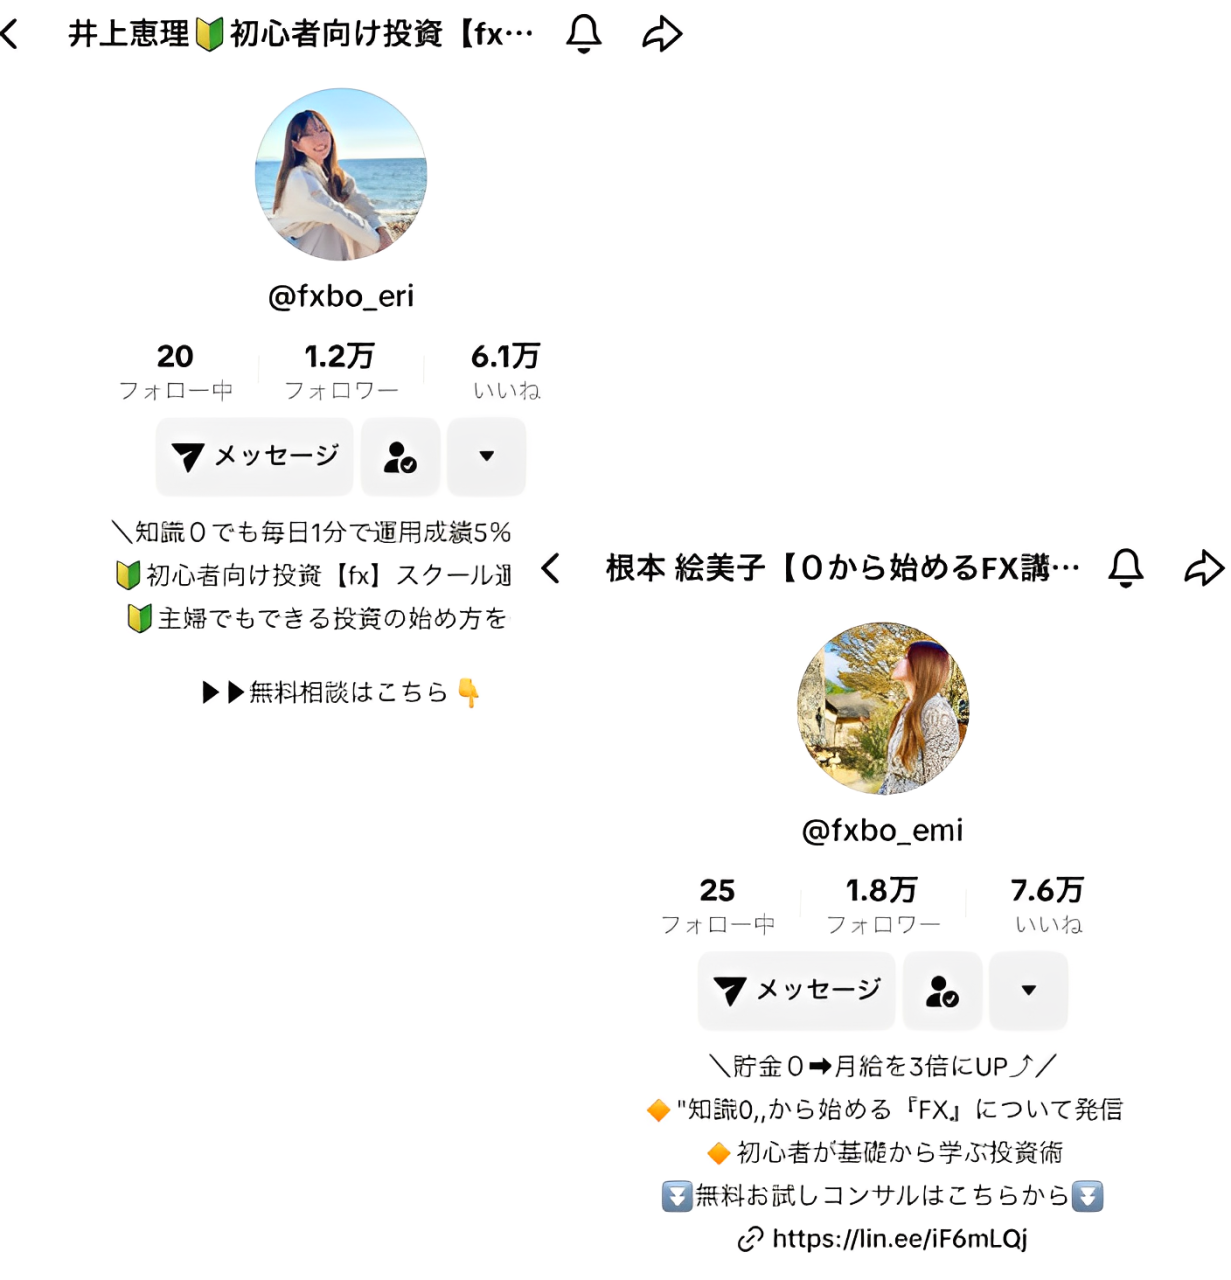 井上恵理🔰初心者向け投資【fx…
@fxbo_eri
20 1.2万 6.1万
フォロー中 フォロワー いいね
メッセージ
＼知識０でも毎日1分で運用成績5%
🔰初心者向け投資【fx】スクール運
🔰主婦でもできる投資の始め方を
▶▶無料相談はこちら👇
根本 絵美子【０から始めるFX講…
@fxbo_emi
25 1.8万 7.6万
フォロー中 フォロワー いいね
メッセージ
＼貯金０➡月給を3倍にUP⤴／
🔶"知識0,,から始める『FX』について発信
🔶初心者が基礎から学ぶ投資術
⏬無料お試しコンサルはこちらから⏬
https://lin.ee/iF6mLQj